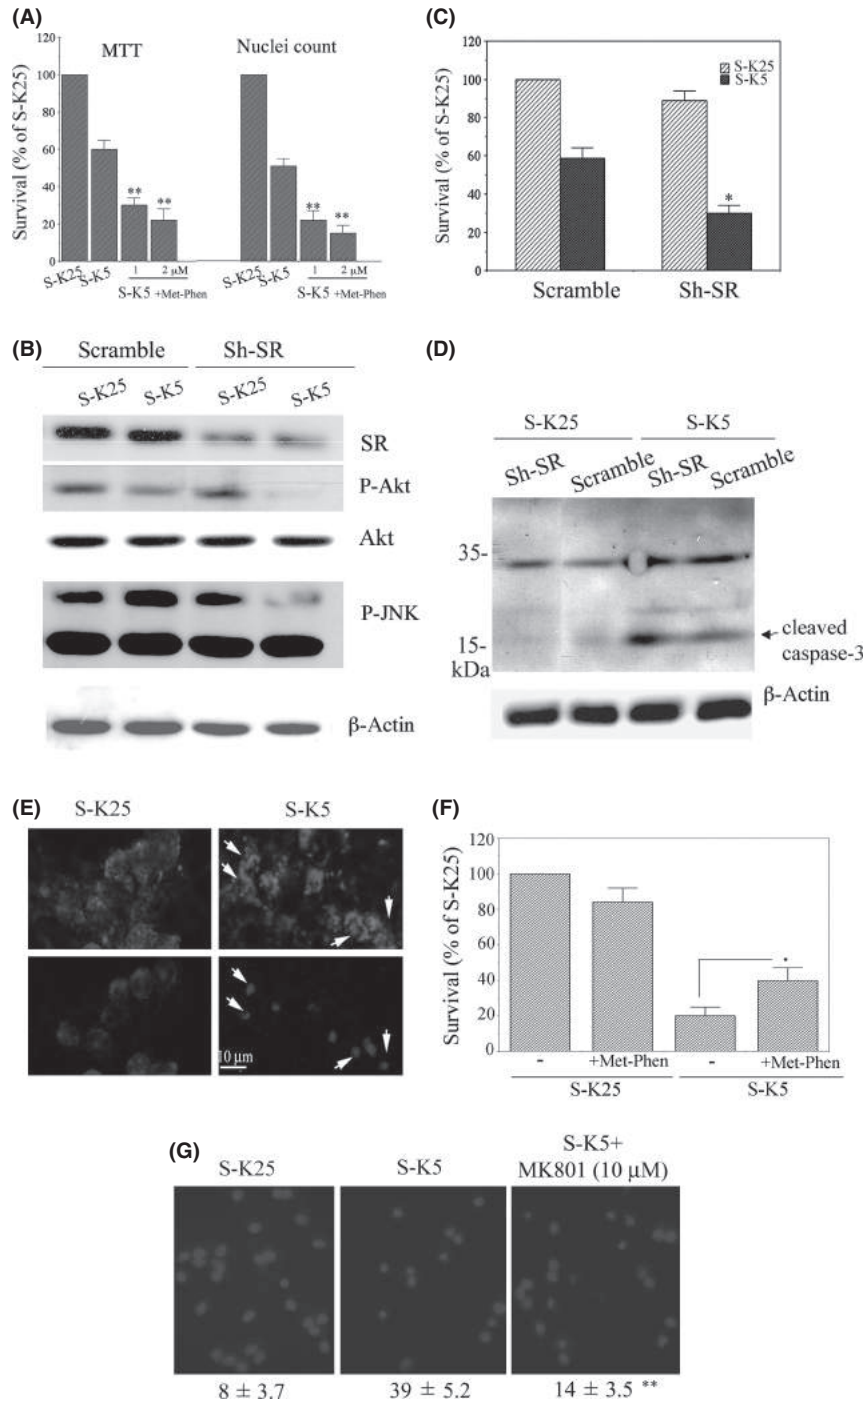 (A)
MTT
Nuclei count
Survival (% of S-K25)
120
100
80
60
40
20
0
**
**
**
**
S-K25
S-K5
1
2 μM
S-K5 +Met-Phen
S-K25
S-K5
1
2 μM
S-K5 +Met-Phen
(C)
S-K25
S-K5
Survival (% of S-K25)
120
100
80
60
40
20
0
*
Scramble
Sh-SR
(B)
Scramble
Sh-SR
S-K25
S-K5
S-K25
S-K5
SR
P-Akt
Akt
P-JNK
β-Actin
(D)
S-K25
S-K5
Sh-SR
Scramble
Sh-SR
Scramble
35-
15-
kDa
cleaved
caspase-3
β-Actin
(E)
S-K25
S-K5
10 μm
(F)
Survival (% of S-K25)
120
100
80
60
40
20
0
*
-
+Met-Phen
-
+Met-Phen
S-K25
S-K5
(G)
S-K25
S-K5
S-K5+
MK801 (10 μM)
8 ± 3.7
39 ± 5.2
14 ± 3.5 **